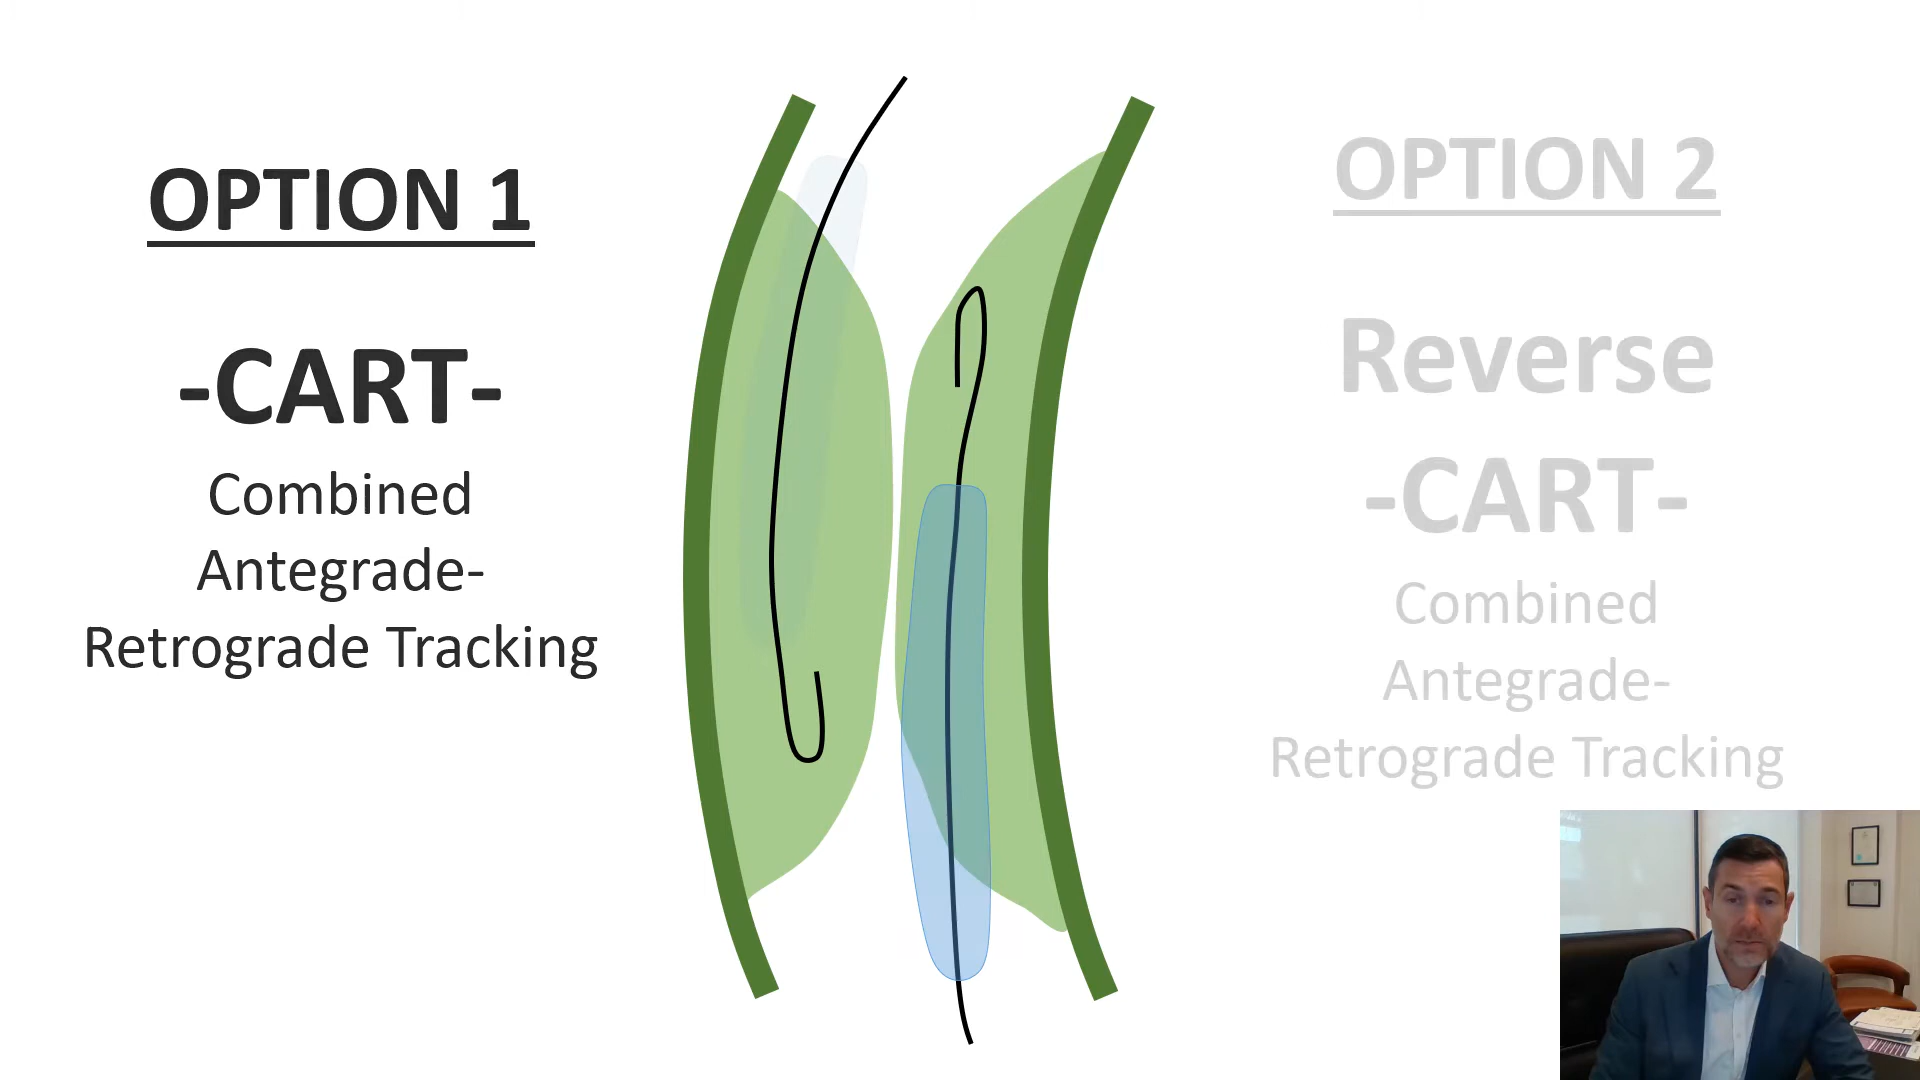 OPTION 1
-CART-
Combined
Antegrade-
Retrograde Tracking
OPTION 2
Reverse
-CART-
Combined
Antegrade-
Retrograde Tracking